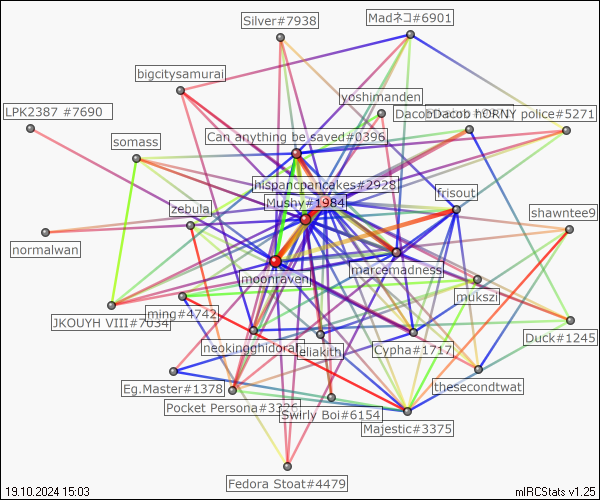 Silver#7938
Madネコ#6901
bigcitysamurai
yoshimanden
LPK2387 #7690
DacobDacob hORNY police#5271
somass
Can anything be saved#0396
hispancpancakes#2928
frisout
Mushy#1984
zebula
shawntee9
normalwan
marcemadness
moonraven
mukszi
ming#4742
JKOUYH VIII#7034
neokingghidorah
eliakith
Cypha#1717
Duck#1245
Eg.Master#1378
thesecondtwat
Pocket Persona#3326
Swirly Boi#6154
Majestic#3375
Fedora Stoat#4479
19.10.2024 15:03
mIRCStats v1.25